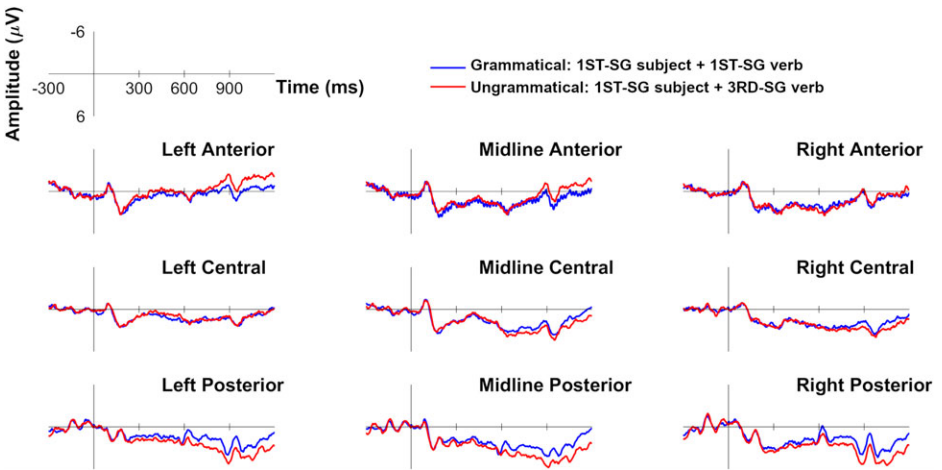 Amplitude (μV)
-6
-300
300
600
900
Time (ms)
6
Grammatical: 1ST-SG subject + 1ST-SG verb
Ungrammatical: 1ST-SG subject + 3RD-SG verb
Left Anterior
Midline Anterior
Right Anterior
Left Central
Midline Central
Right Central
Left Posterior
Midline Posterior
Right Posterior